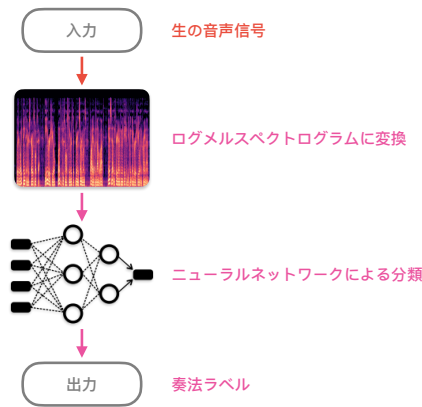 入力
生の音声信号
ログメルスペクトログラムに変換
ニューラルネットワークによる分類
出力
奏法ラベル